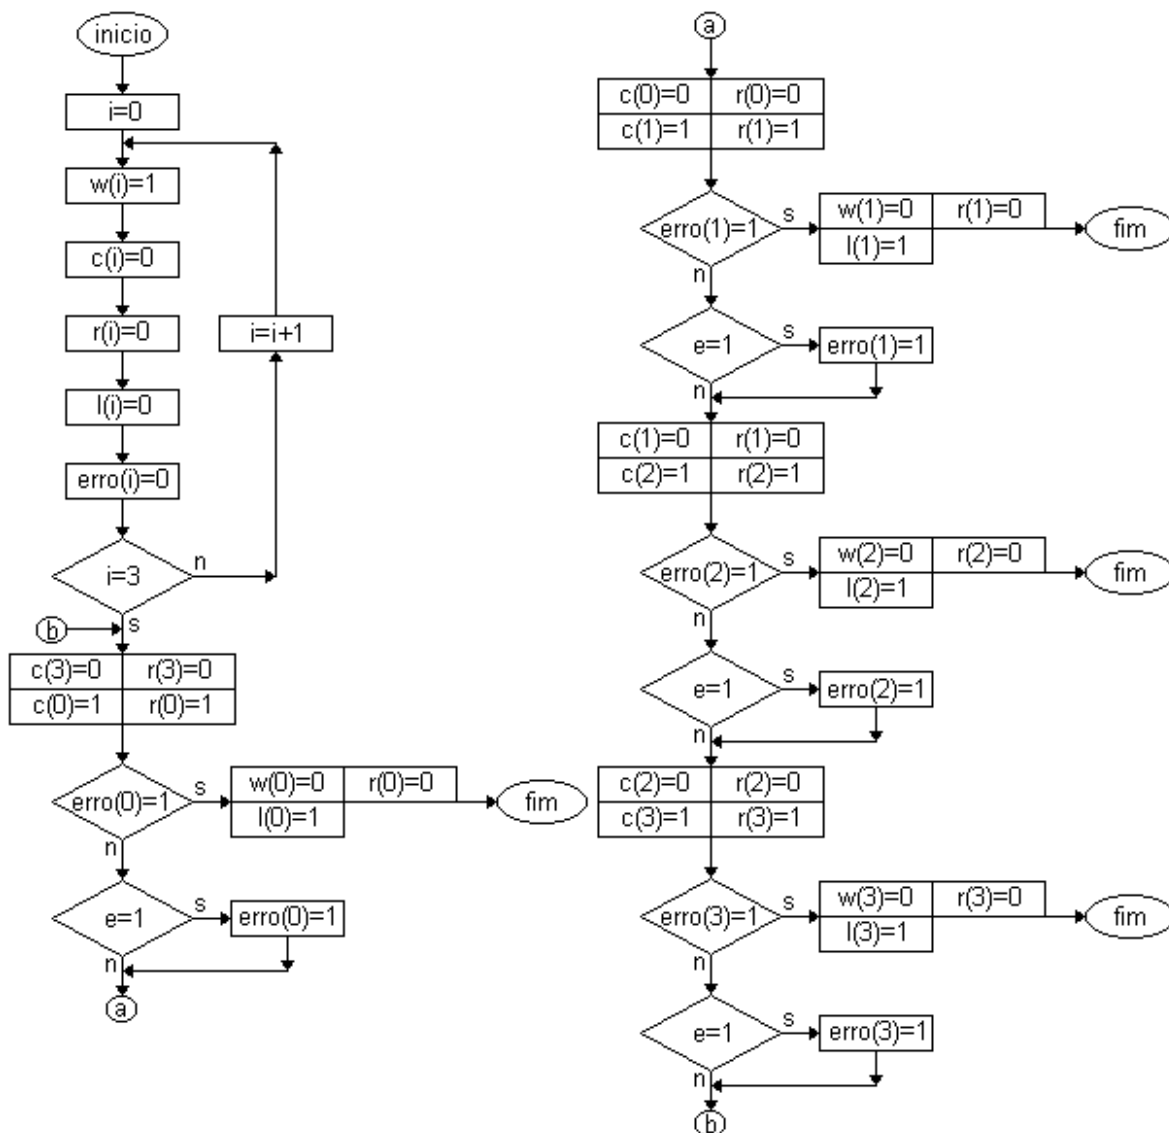 inicio
i=0
w(i)=1
c(i)=0
r(i)=0
i=i+1
l(i)=0
erro(i)=0
i=3
n
s
b
c(3)=0 r(3)=0
c(0)=1 r(0)=1
erro(0)=1
s
n
w(0)=0 r(0)=0
l(0)=1
fim
e=1
s
n
erro(0)=1
a
a
c(0)=0 r(0)=0
c(1)=1 r(1)=1
erro(1)=1
s
n
w(1)=0 r(1)=0
l(1)=1
fim
e=1
s
n
erro(1)=1
c(1)=0 r(1)=0
c(2)=1 r(2)=1
erro(2)=1
s
n
w(2)=0 r(2)=0
l(2)=1
fim
e=1
s
n
erro(2)=1
c(2)=0 r(2)=0
c(3)=1 r(3)=1
erro(3)=1
s
n
w(3)=0 r(3)=0
l(3)=1
fim
e=1
s
n
erro(3)=1
b